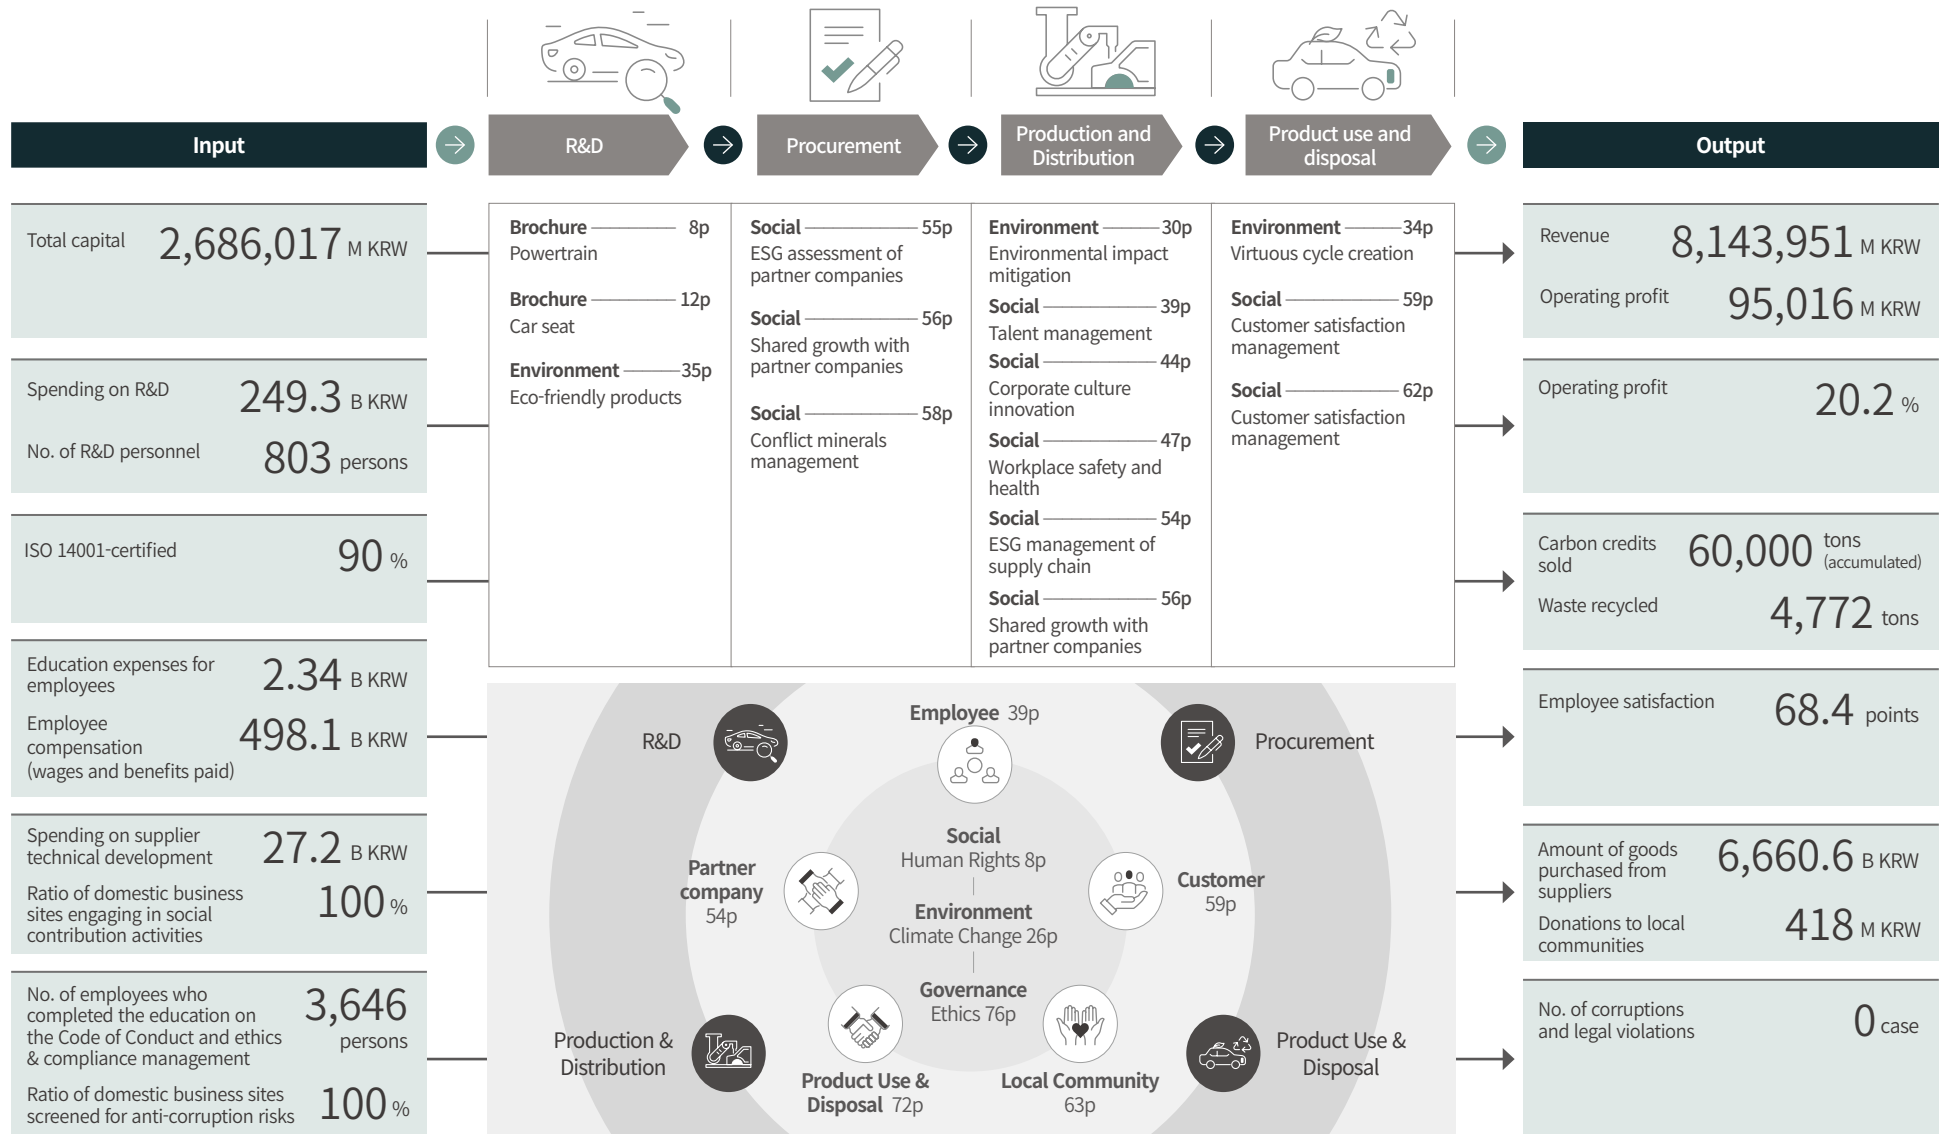 Input
R&D
Procurement
Production and
Distribution
Product use and
disposal
Output
Total capital 2,686,017 M KRW
Spending on R&D 249.3 B KRW
No. of R&D personnel 803 persons
ISO 14001-certified 90 %
Education expenses for
employees 2.34 B KRW
Employee
compensation
(wages and benefits paid) 498.1 B KRW
Spending on supplier
technical development 27.2 B KRW
Ratio of domestic business
sites engaging in social
contribution activities 100 %
No. of employees who
completed the education on
the Code of Conduct and ethics
& compliance management 3,646
persons
Ratio of domestic business sites
screened for anti-corruption risks 100 %
Brochure 8p
Powertrain
Brochure 12p
Car seat
Environment 35p
Eco-friendly products
Social 55p
ESG assessment of
partner companies
Social 56p
Shared growth with
partner companies
Social 58p
Conflict minerals
management
Environment 30p
Environmental impact
mitigation
Social 39p
Talent management
Social 44p
Corporate culture
innovation
Social 47p
Workplace safety and
health
Social 54p
ESG management of
supply chain
Social 56p
Shared growth with
partner companies
Environment 34p
Virtuous cycle creation
Social 59p
Customer satisfaction
management
Social 62p
Customer satisfaction
management
R&D
Employee 39p
Procurement
Partner
company
54p
Social
Human Rights 8p
Environment
Climate Change 26p
Governance
Ethics 76p
Customer
59p
Production &
Distribution
Product Use &
Disposal 72p
Local Community
63p
Product Use &
Disposal
Revenue 8,143,951 M KRW
Operating profit 95,016 M KRW
Operating profit 20.2 %
Carbon credits
sold 60,000 tons
(accumulated)
Waste recycled 4,772 tons
Employee satisfaction 68.4 points
Amount of goods
purchased from
suppliers 6,660.6 B KRW
Donations to local
communities 418 M KRW
No. of corruptions
and legal violations 0 case